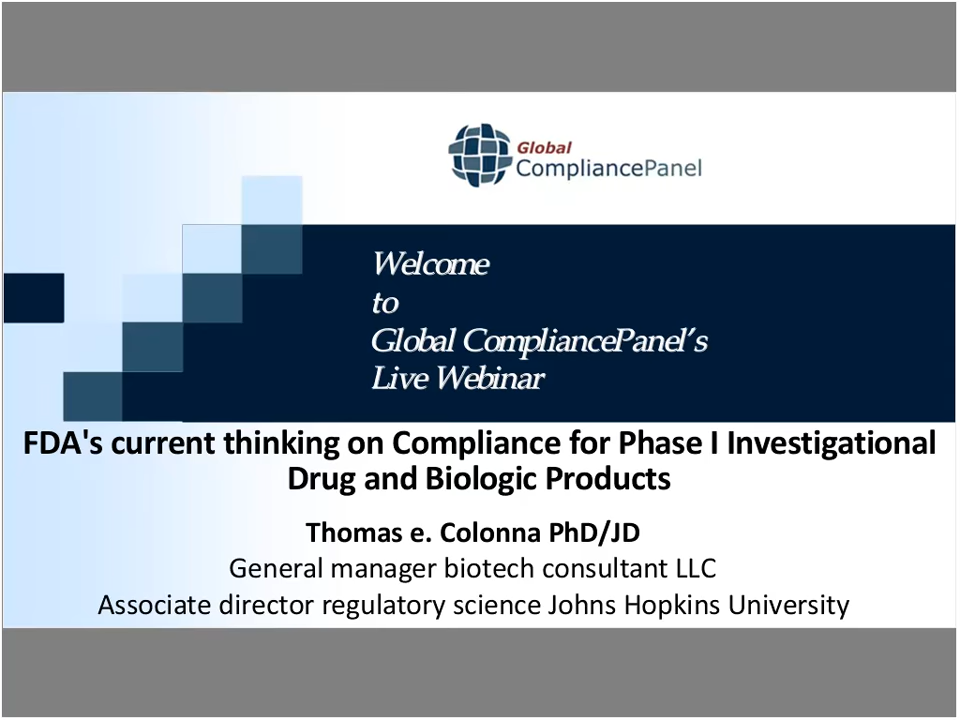 Global
CompliancePanel
Welcome
to
Global CompliancePanel’s
Live Webinar
FDA's current thinking on Compliance for Phase I Investigational
Drug and Biologic Products
Thomas e. Colonna PhD/JD
General manager biotech consultant LLC
Associate director regulatory science Johns Hopkins University